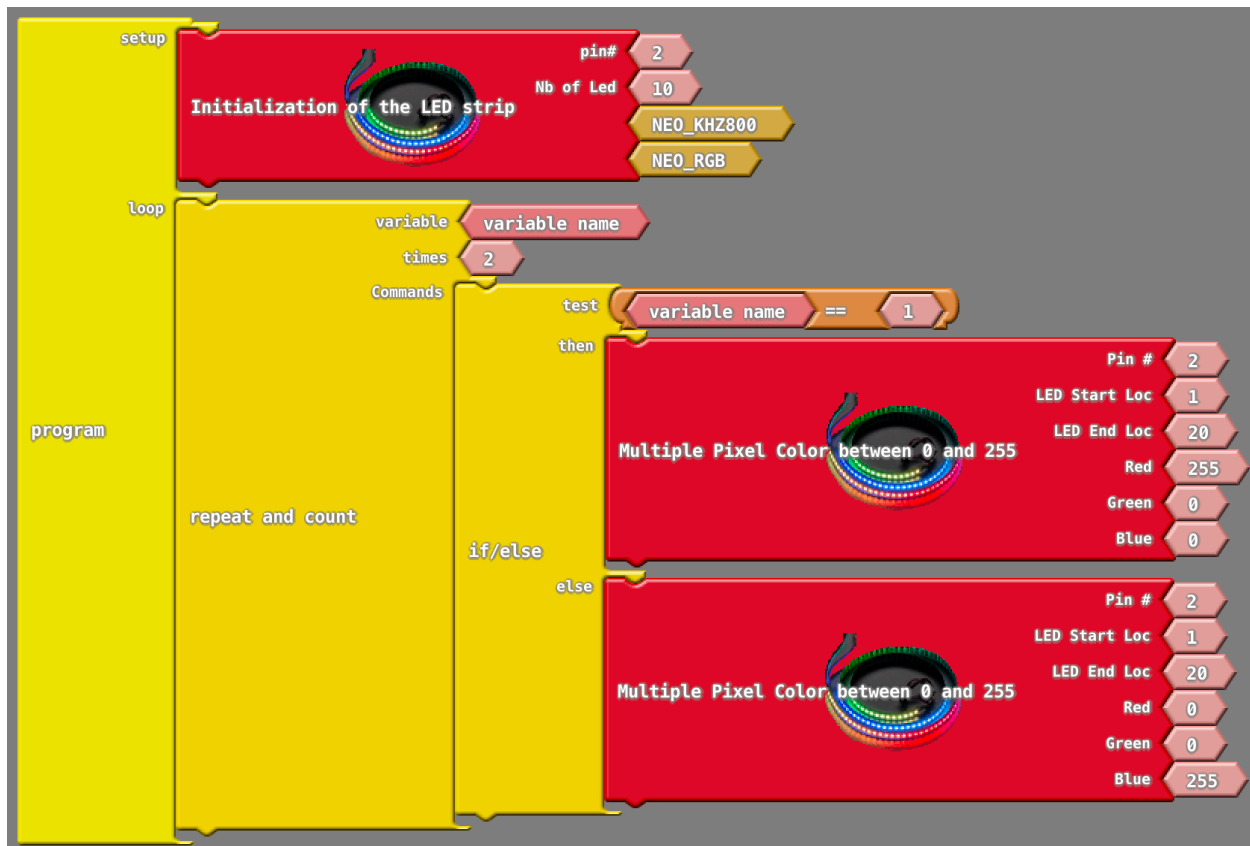 setup
pin#
2
Nb of Led
10
Initialization of the LED strip
NEO_KHZ800
NEO_RGB
loop
variable
variable name
times
2
Commands
test
variable name == 1
then
Pin #
2
LED Start Loc
1
LED End Loc
20
Multiple Pixel Color between 0 and 255
Red
255
Green
0
Blue
0
program
repeat and count
if/else
else
Pin #
2
LED Start Loc
1
LED End Loc
20
Multiple Pixel Color between 0 and 255
Red
0
Green
0
Blue
255